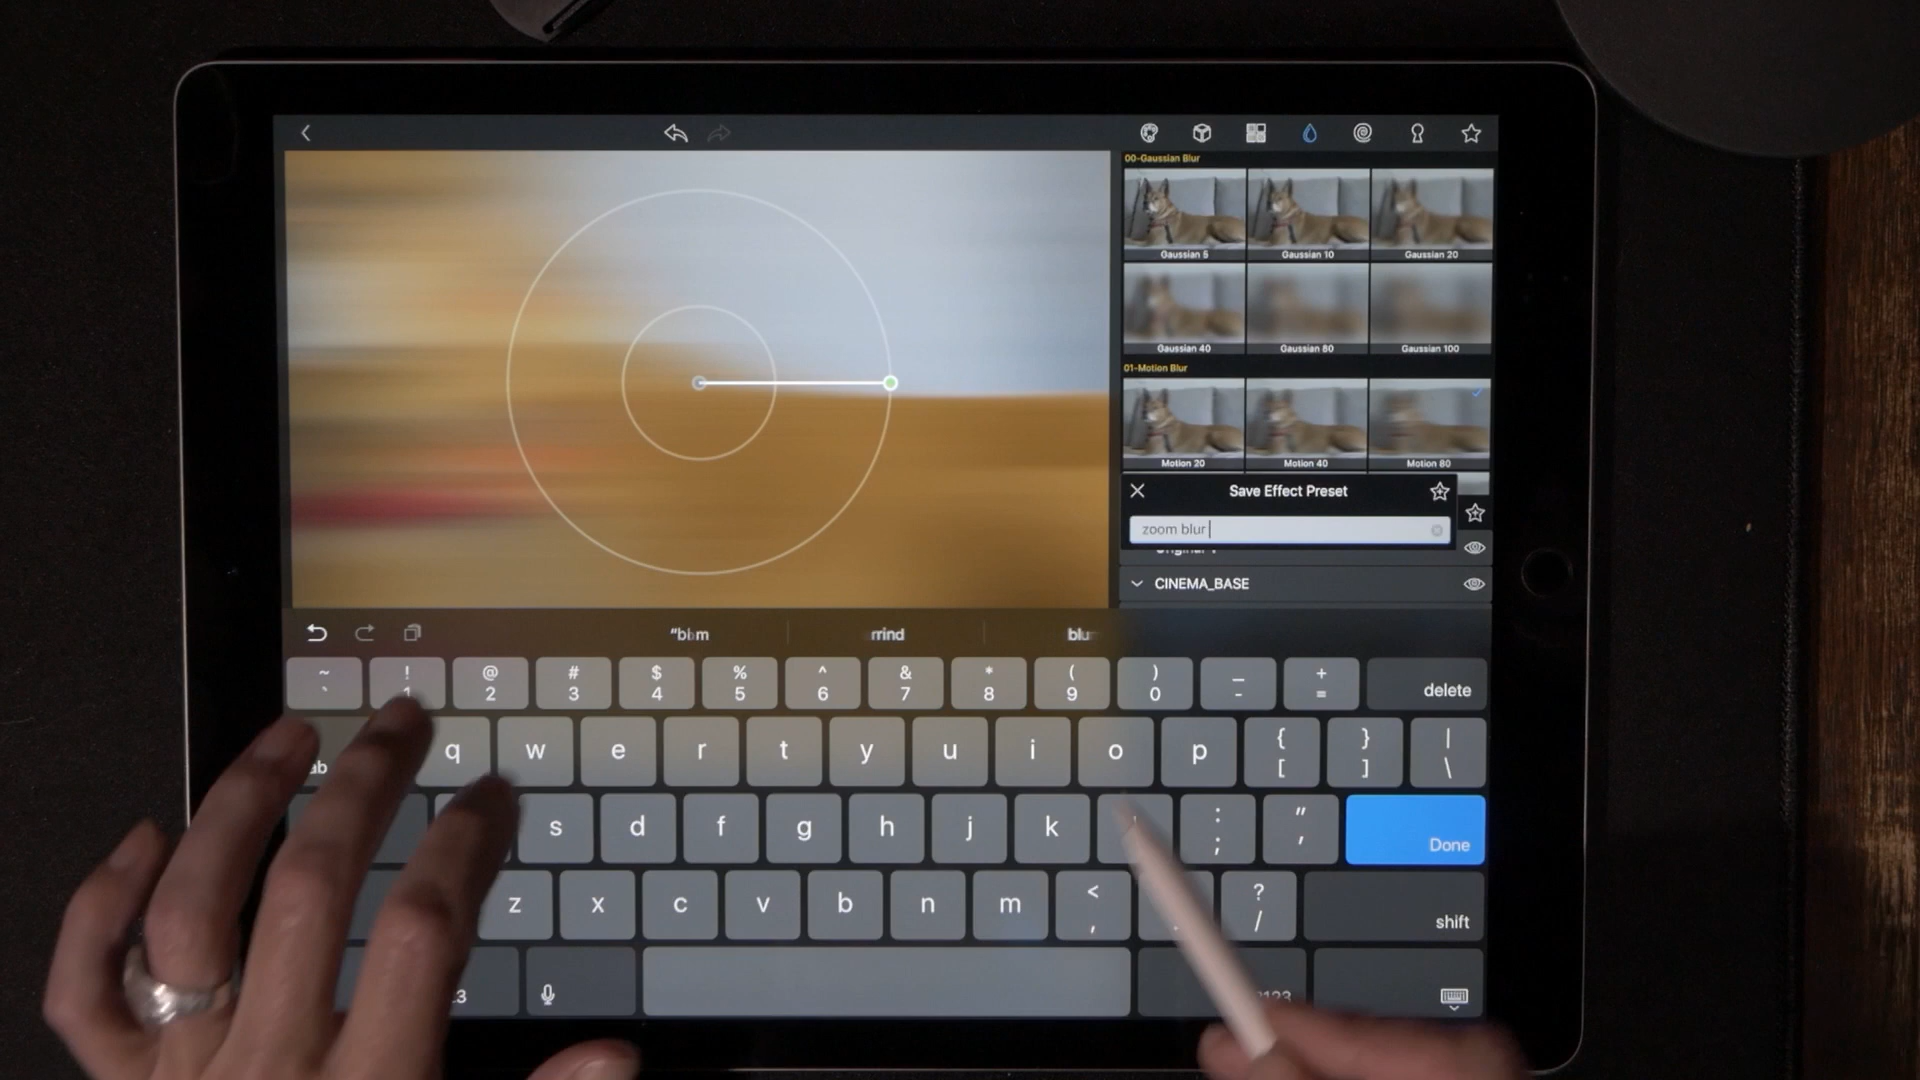 00-Gaussian Blur
Gaussian 5 Gaussian 10 Gaussian 20
Gaussian 40 Gaussian 80 Gaussian 100
01-Motion Blur
Motion 20 Motion 40 Motion 80
Save Effect Preset
zoom blur
CINEMA_BASE
~ ! @ # $ % ^ & * ( ) _ +
` 1 2 3 4 5 6 7 8 9 0 - = delete
q w e r t y u i o p { [ } ] | \
s d f g h j k : ; " ' Done
z x c v b n m < , ? / shift